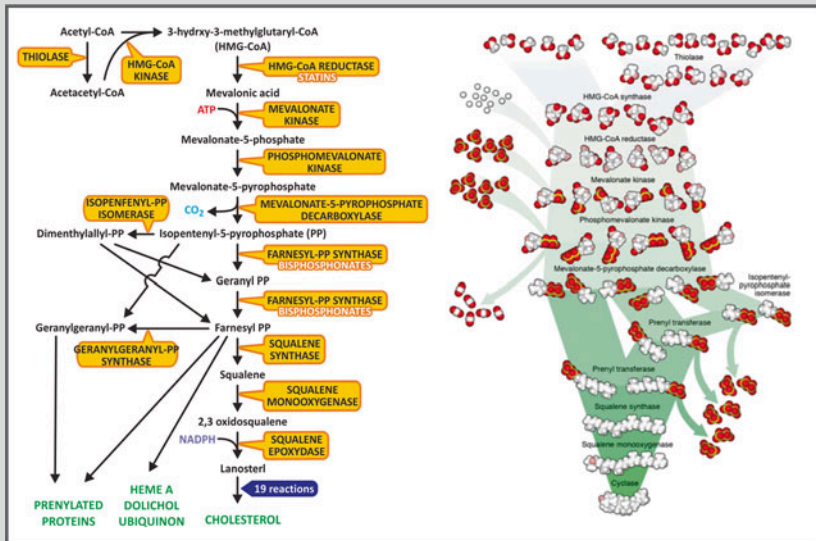 Acetyl-CoA
3-hydrxy-3-methylglutaryl-CoA
(HMG-CoA)
THIOLASE
HMG-CoA
KINASE
HMG-CoA REDUCTASE
STATINS
Acetacetyl-CoA
Mevalonic acid
ATP
MEVALONATE
KINASE
Mevalonate-5-phosphate
PHOSPHOMEVALONATE
KINASE
Mevalonate-5-pyrophosphate
ISOPENFENYL-PP
ISOMERASE
CO2
MEVALONATE-5-PYROPHOSPHATE
DECARBOXYLASE
Dimenthylallyl-PP
Isopentenyl-5-pyrophosphate (PP)
FARNESYL-PP SYNTHASE
BISPHOSPHONATES
Geranyl PP
FARNESYL-PP SYNTHASE
BISPHOSPHONATES
Geranylgeranyl-PP
Farnesyl PP
GERANYLGERANYL-PP
SYNTHASE
SQUALENE
SYNTHASE
Squalene
SQUALENE
MONOOXYGENASE
2,3 oxidosqualene
NADPH
SQUALENE
EPOXYDASE
Lanosterl
19 reactions
PRENYLATED
PROTEINS
HEME A
DOLICHOL
UBIQUINON
CHOLESTEROL
Thiolase
HMG-CoA synthase
HMG-CoA reductase
Mevalonate kinase
Phosphomevalonate kinase
Mevalonate-5-pyrophosphate decarboxylase
Isopentenyl-
pyrophosphate
isomerase
Prenyl transferase
Prenyl transferase
Squalene synthase
Squalene monooxygenase
Cyclase